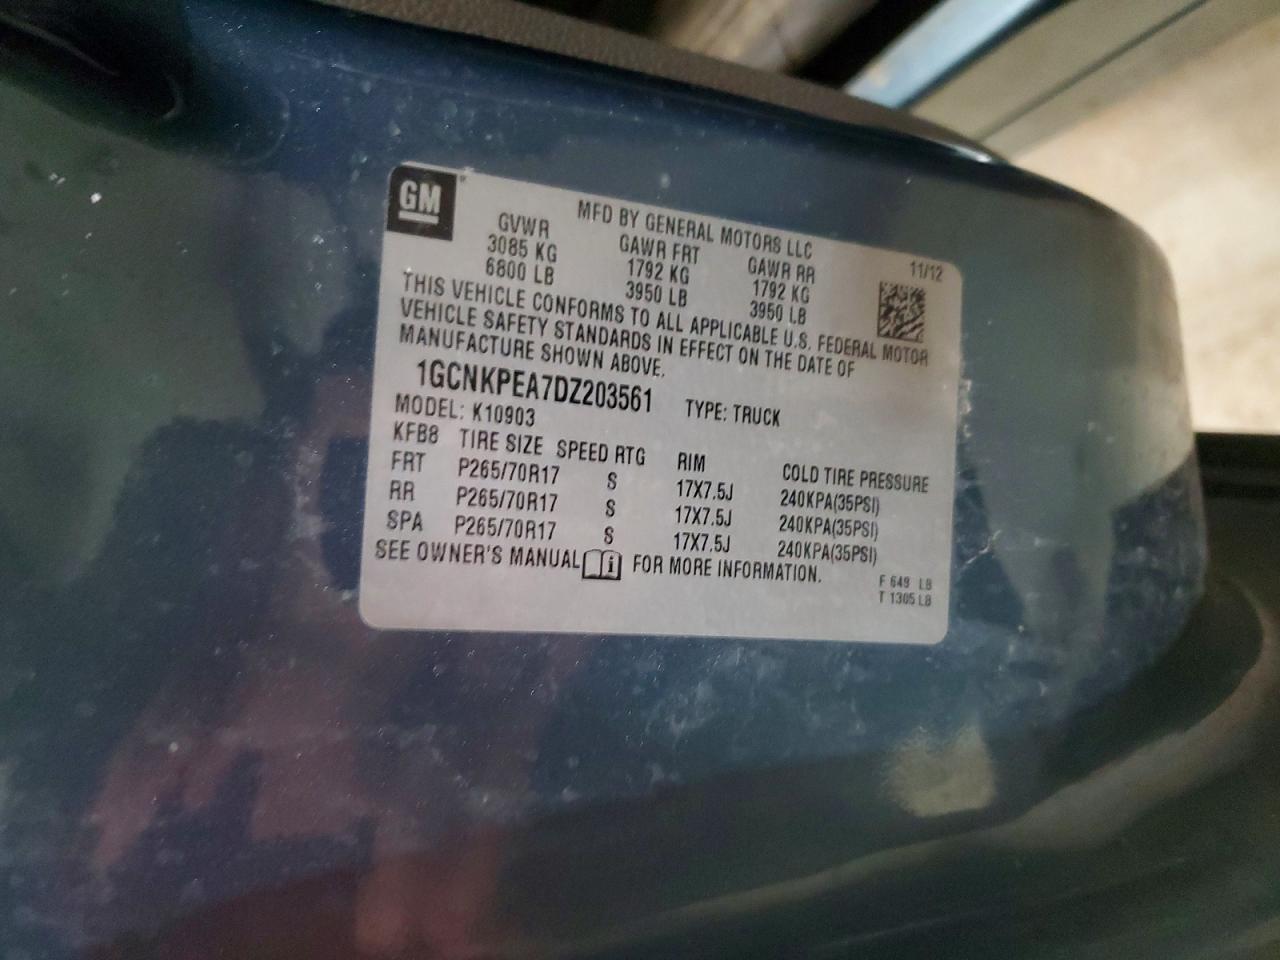 GM
MFD BY GENERAL MOTORS LLC 11/12
GVWR GAWR FRT GAWR RR
3085 KG 1792 KG 1792 KG
6800 LB 3950 LB 3950 LB
THIS VEHICLE CONFORMS TO ALL APPLICABLE U.S. FEDERAL MOTOR
VEHICLE SAFETY STANDARDS IN EFFECT ON THE DATE OF
MANUFACTURE SHOWN ABOVE.
1GCNKPEA7DZ203561 TYPE: TRUCK
MODEL: K10903
KFB8 TIRE SIZE SPEED RTG RIM COLD TIRE PRESSURE
FRT P265/70R17 S 17X7.5J 240KPA(35PSI)
RR P265/70R17 S 17X7.5J 240KPA(35PSI)
SPA P265/70R17 S 17X7.5J 240KPA(35PSI)
SEE OWNER'S MANUAL i FOR MORE INFORMATION.
F 649 LB
T 1305 LB